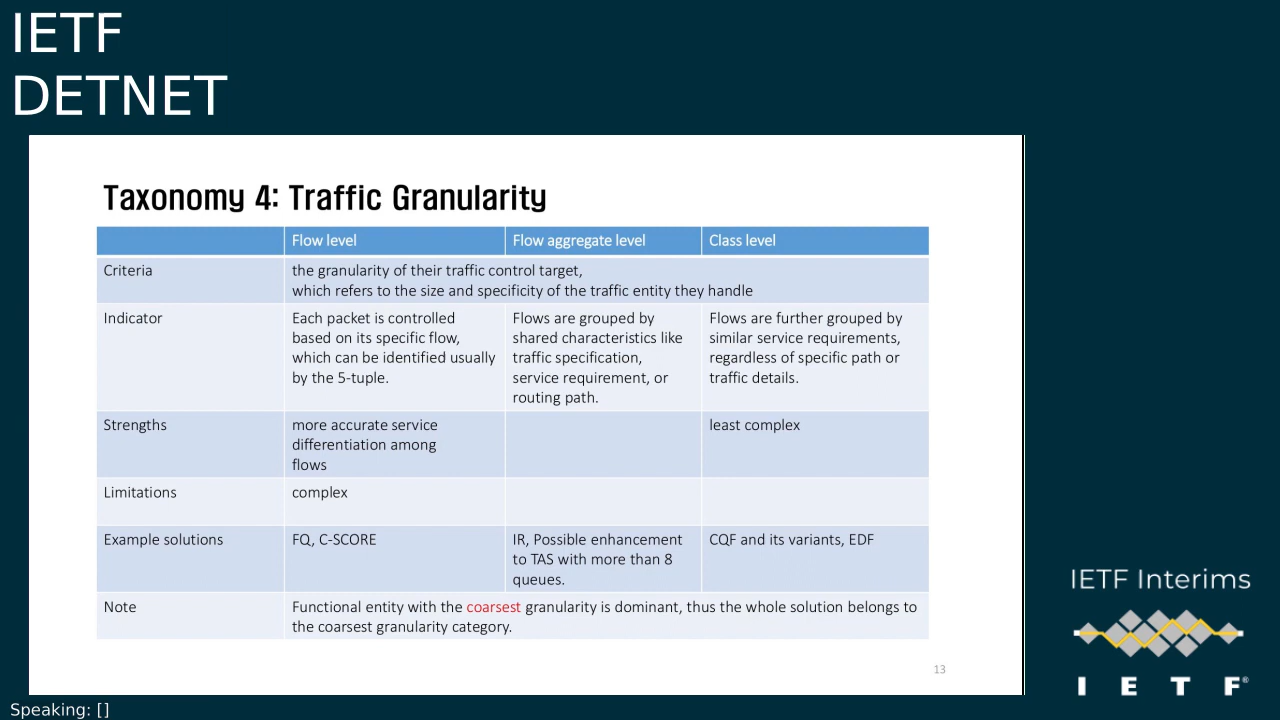 IETF
DETNET
Taxonomy 4: Traffic Granularity
Flow level
Flow aggregate level
Class level
Criteria
the granularity of their traffic control target,
which refers to the size and specificity of the traffic entity they handle
Indicator
Each packet is controlled
based on its specific flow,
which can be identified usually
by the 5-tuple.
Flows are grouped by
shared characteristics like
traffic specification,
service requirement, or
routing path.
Flows are further grouped by
similar service requirements,
regardless of specific path or
traffic details.
Strengths
more accurate service
differentiation among
flows
least complex
Limitations
complex
Example solutions
FQ, C-SCORE
IR, Possible enhancement
to TAS with more than 8
queues.
CQF and its variants, EDF
Note
Functional entity with the coarsest granularity is dominant, thus the whole solution belongs to
the coarsest granularity category.
13
IETF Interims
I E T F®
Speaking: []